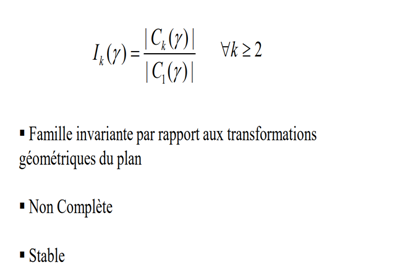 I_k(γ) = |C_k(γ)| / |C_1(γ)| ∀k ≥ 2
▪ Famille invariante par rapport aux transformations
géométriques du plan
▪ Non Complète
▪ Stable